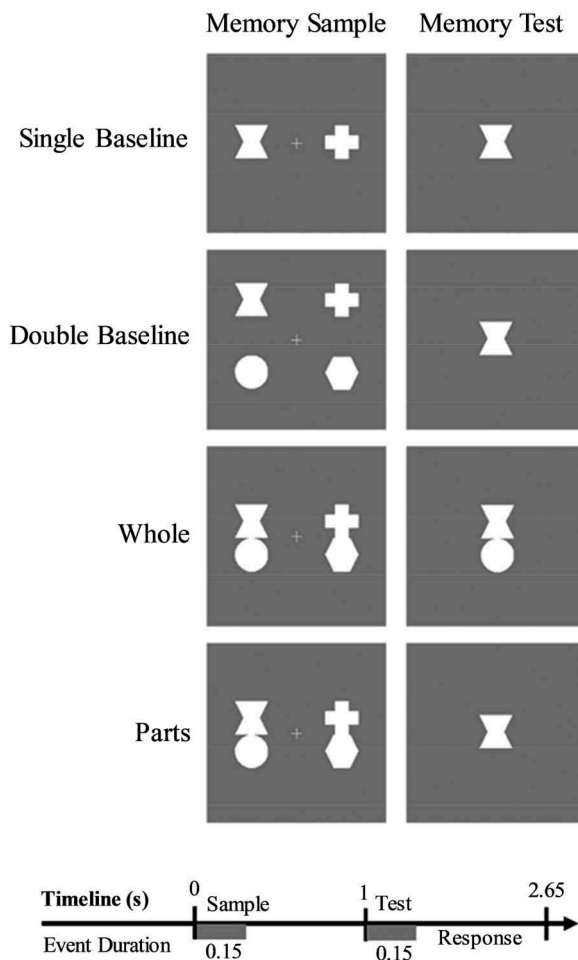 Memory Sample Memory Test
Single Baseline
Double Baseline
Whole
Parts
0 1 2.65
Timeline (s) Sample Test
Event Duration 0.15 0.15 Response